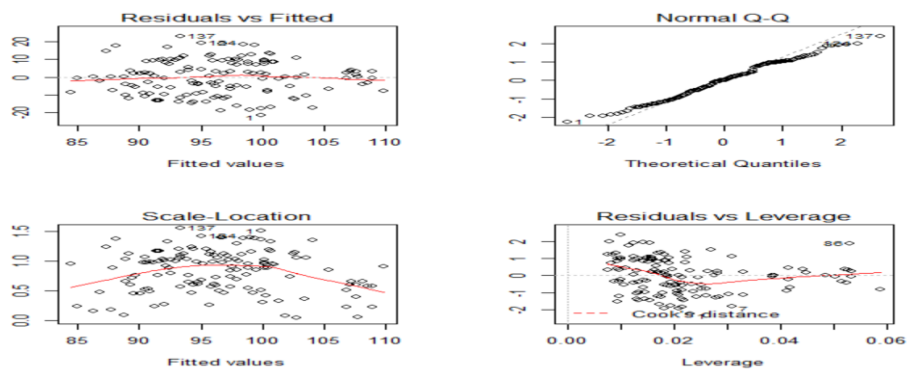 Residuals vs Fitted
137
20
10
0
-20
1
85 90 95 100 105 110
Fitted values
Normal Q-Q
137
2
1
0
-1
-2
1
-2 -1 0 1 2
Theoretical Quantiles
Scale-Location
137
1
1.5
1.0
0.5
0.0
85 90 95 100 105 110
Fitted values
Residuals vs Leverage
86
2
1
0
-1
-2
Cook's distance
0.00 0.02 0.04 0.06
Leverage